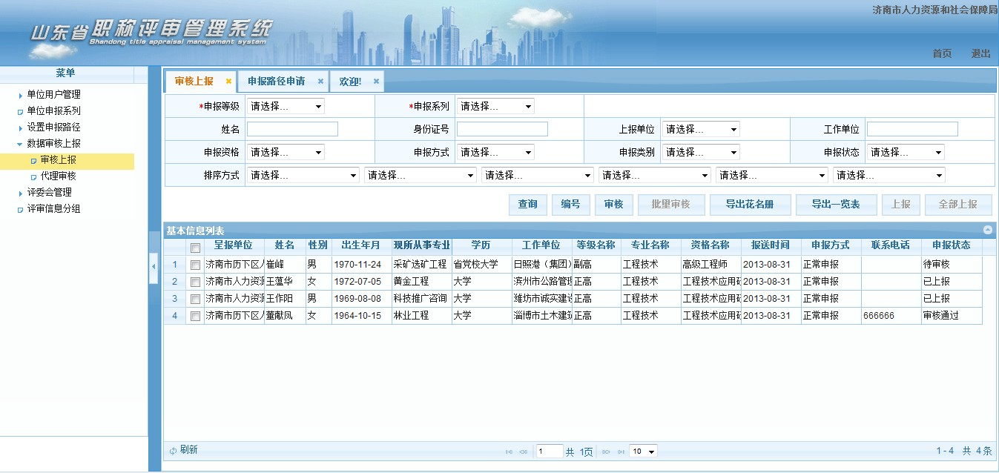 济南市人力资源和社会保障局
山东省职称评审管理系统
Shandong title appraisal management system
首页 退出
菜单
单位用户管理
单位申报系列
设置申报路径
数据审核上报
审核上报
代理审核
评委会管理
评审信息分组
审核上报 申报路径申请 欢迎!
*申报等级 请选择... *申报系列 请选择...
姓名 身份证号 上报单位 请选择... 工作单位
申报资格 请选择... 申报方式 请选择... 申报类别 请选择... 申报状态 请选择...
排序方式 请选择... 请选择... 请选择... 请选择... 请选择... 请选择...
查询 编号 审核 批里审核 导出花名册 导出一览表 上报 全部上报
基本信息列表
呈报单位 姓名 性别 出生年月 现所从事专业 学历 工作单位 等级名称 专业名称 资格名称 报送时间 申报方式 联系电话 申报状态
1 济南市历下区 崔峰 男 1970-11-24 采矿选矿工程 省党校大学 日照港（集团） 副高 工程技术 高级工程师 2013-08-31 正常申报 待审核
2 济南市人力资源 王蕰华 女 1972-07-05 黄金工程 大学 滨州市公路管理 正高 工程技术 工程技术应用研 2013-08-31 正常申报 已上报
3 济南市人力资源 王作阳 男 1969-08-08 科技推广咨询 大学 潍坊市诚实建设 正高 工程技术 工程技术应用研 2013-08-31 正常申报 已上报
4 济南市历下区 董献凤 女 1964-10-15 林业工程 大学 淄博市土木建筑 正高 工程技术 工程技术应用研 2013-08-31 正常申报 666666 审核通过
刷新 1 共 1页 10 1 - 4 共 4 条